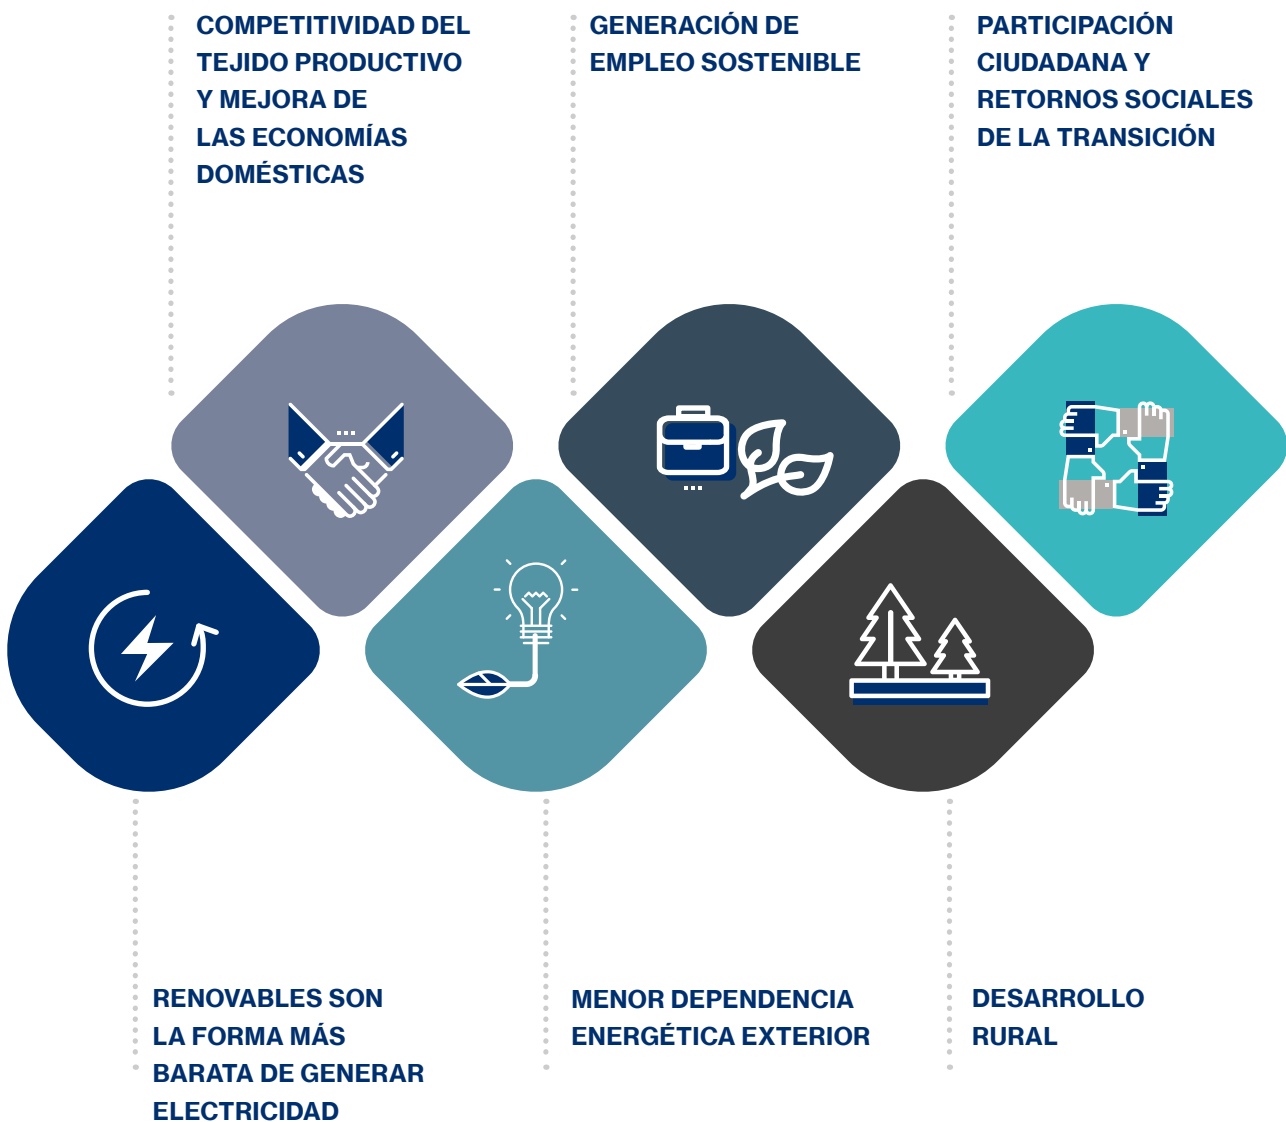 COMPETITIVIDAD DEL
TEJIDO PRODUCTIVO
Y MEJORA DE
LAS ECONOMÍAS
DOMÉSTICAS
GENERACIÓN DE
EMPLEO SOSTENIBLE
PARTICIPACIÓN
CIUDADANA Y
RETORNOS SOCIALES
DE LA TRANSICIÓN
RENOVABLES SON
LA FORMA MÁS
BARATA DE GENERAR
ELECTRICIDAD
MENOR DEPENDENCIA
ENERGÉTICA EXTERIOR
DESARROLLO
RURAL